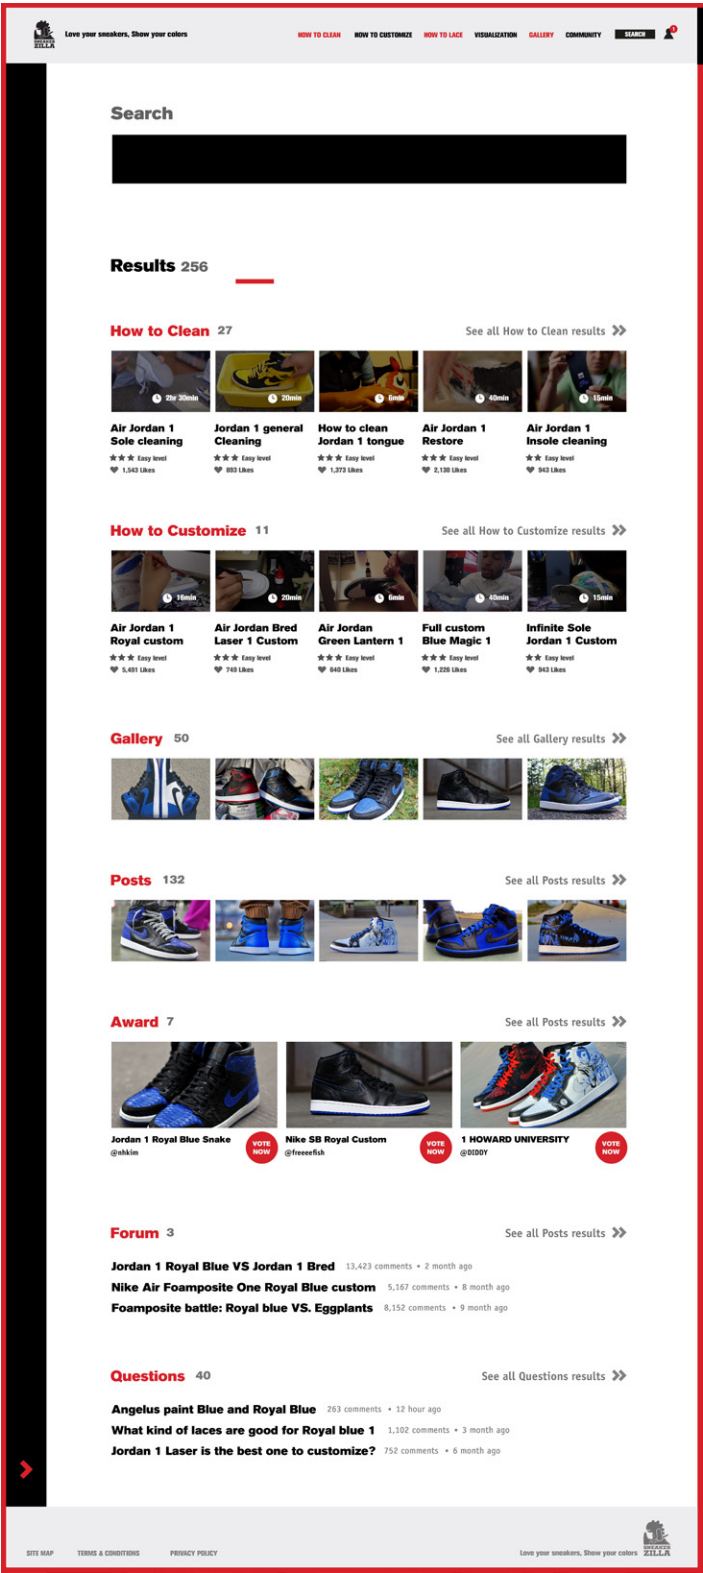 SNEAKER
ZILLA
Love your sneakers, Show your colors
HOW TO CLEAN
HOW TO CUSTOMIZE
HOW TO LACE
VISUALIZATION
GALLERY
COMMUNITY
SEARCH
Search
Results 256
How to Clean 27
See all How to Clean results
2hr 30min
20min
6min
40min
15min
Air Jordan 1
Sole cleaning
Easy level
1,543 Likes
Jordan 1 general
Cleaning
Easy level
893 Likes
How to clean
Jordan 1 tongue
Easy level
1,373 Likes
Air Jordan 1
Restore
Easy level
2,130 Likes
Air Jordan 1
Insole cleaning
Easy level
943 Likes
How to Customize 11
See all How to Customize results
16min
20min
6min
40min
15min
Air Jordan 1
Royal custom
Easy level
5,491 Likes
Air Jordan Bred
Laser 1 Custom
Easy level
749 Likes
Air Jordan
Green Lantern 1
Easy level
640 Likes
Full custom
Blue Magic 1
Easy level
1,226 Likes
Infinite Sole
Jordan 1 Custom
Easy level
943 Likes
Gallery 50
See all Gallery results
Posts 132
See all Posts results
Award 7
See all Posts results
Jordan 1 Royal Blue Snake
@nhkim
VOTE
NOW
Nike SB Royal Custom
@freeeefish
VOTE
NOW
1 HOWARD UNIVERSITY
@DIDDY
VOTE
NOW
Forum 3
See all Posts results
Jordan 1 Royal Blue VS Jordan 1 Bred 13,423 comments • 2 month ago
Nike Air Foamposite One Royal Blue custom 5,167 comments • 8 month ago
Foamposite battle: Royal blue VS. Eggplants 8,152 comments • 9 month ago
Questions 40
See all Questions results
Angelus paint Blue and Royal Blue 263 comments • 12 hour ago
What kind of laces are good for Royal blue 1 1,102 comments • 3 month ago
Jordan 1 Laser is the best one to customize? 752 comments • 6 month ago
SITE MAP
TERMS & CONDITIONS
PRIVACY POLICY
Love your sneakers, Show your colors
SNEAKER
ZILLA